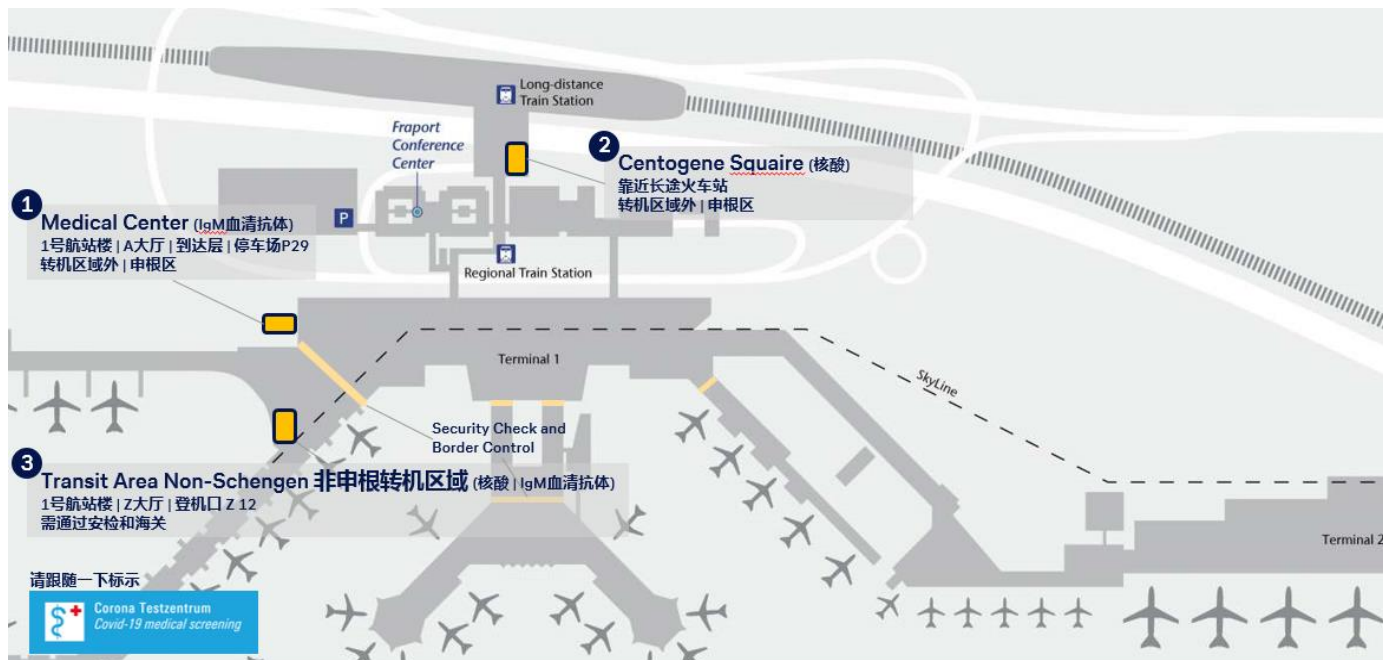 Long-distance
Train Station
Fraport
Conference
Center
2
Centogene Squaire (核酸)
靠近长途火车站
转机区域外 | 申根区
1
Medical Center (IgM血清抗体)
1号航站楼 | A大厅 | 到达层 | 停车场P29
转机区域外 | 申根区
P
Regional Train Station
Terminal 1
SkyLine
Security Check and
Border Control
3
Transit Area Non-Schengen 非申根转机区域 (核酸 | IgM血清抗体)
1号航站楼 | Z大厅 | 登机口 Z 12
需通过安检和海关
Terminal 2
请跟随一下标示
Corona Testzentrum
Covid-19 medical screening